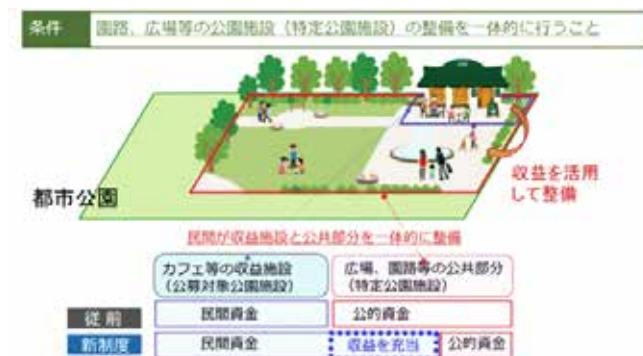 条件 園路、広場等の公園施設（特定公園施設）の整備を一体的に行うこと
収益を活用
して整備
都市公園
民間が収益施設と公共部分を一体的に整備
カフェ等の収益施設
（公募対象公園施設）
広場、園路等の公共部分
（特定公園施設）
従前 民間資金 公的資金
新制度 民間資金 収益を充当 公的資金